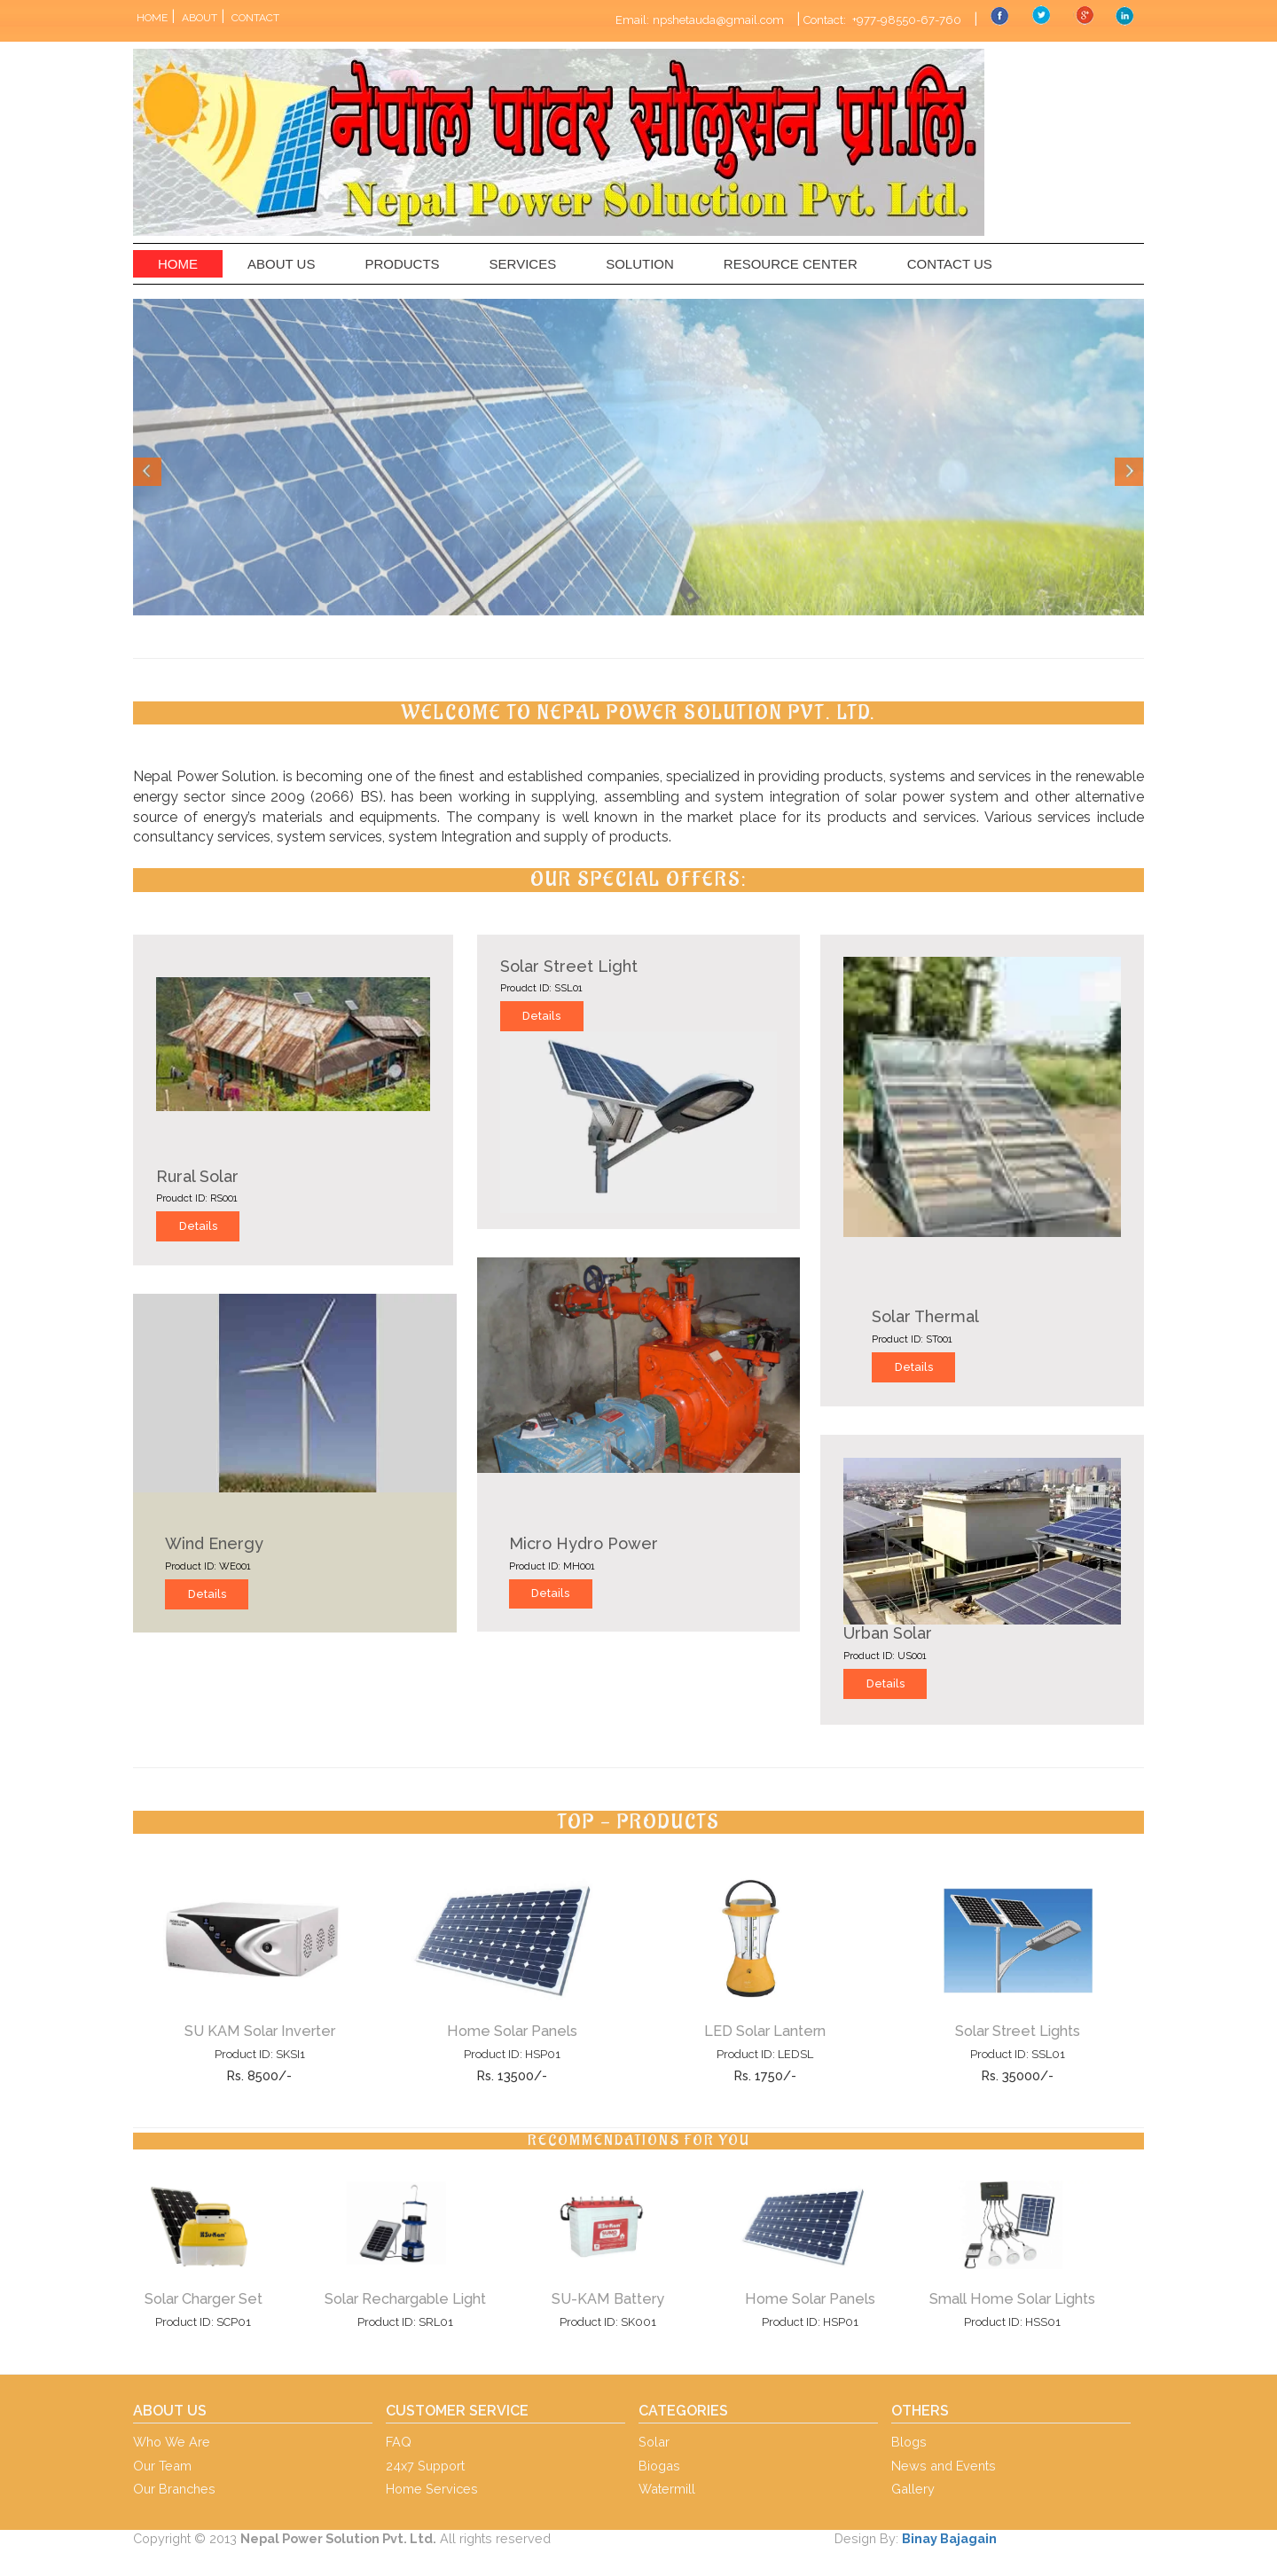 HOME ABOUT CONTACT
Email: npshetauda@gmail.com Contact: +977-98550-67-760
नेपाल पावर सोलुसन प्रा.लि.
Nepal Power Soluction Pvt. Ltd.
HOME ABOUT US PRODUCTS SERVICES SOLUTION RESOURCE CENTER CONTACT US
WELCOME TO NEPAL POWER SOLUTION PVT. LTD.
Nepal Power Solution. is becoming one of the finest and established companies, specialized in providing products, systems and services in the renewable
energy sector since 2009 (2066) BS). has been working in supplying, assembling and system integration of solar power system and other alternative
source of energy's materials and equipments. The company is well known in the market place for its products and services. Various services include
consultancy services, system services, system Integration and supply of products.
OUR SPECIAL OFFERS:
Rural Solar
Proudct ID: RS001
Details
Solar Street Light
Proudct ID: SSL01
Details
Solar Thermal
Product ID: ST001
Details
Wind Energy
Product ID: WE001
Details
Micro Hydro Power
Product ID: MH001
Details
Urban Solar
Product ID: US001
Details
TOP – PRODUCTS
SU KAM Solar Inverter
Product ID: SKSI1
Rs. 8500/-
Home Solar Panels
Product ID: HSP01
Rs. 13500/-
LED Solar Lantern
Product ID: LEDSL
Rs. 1750/-
Solar Street Lights
Product ID: SSL01
Rs. 35000/-
RECOMMENDATIONS FOR YOU
Su-Kam
Su-Kam
Solar Charger Set
Product ID: SCP01
Solar Rechargable Light
Product ID: SRL01
SU-KAM Battery
Product ID: SK001
Home Solar Panels
Product ID: HSP01
Small Home Solar Lights
Product ID: HSS01
ABOUT US
Who We Are
Our Team
Our Branches
CUSTOMER SERVICE
FAQ
24x7 Support
Home Services
CATEGORIES
Solar
Biogas
Watermill
OTHERS
Blogs
News and Events
Gallery
Copyright © 2013 Nepal Power Solution Pvt. Ltd. All rights reserved
Design By: Binay Bajagain